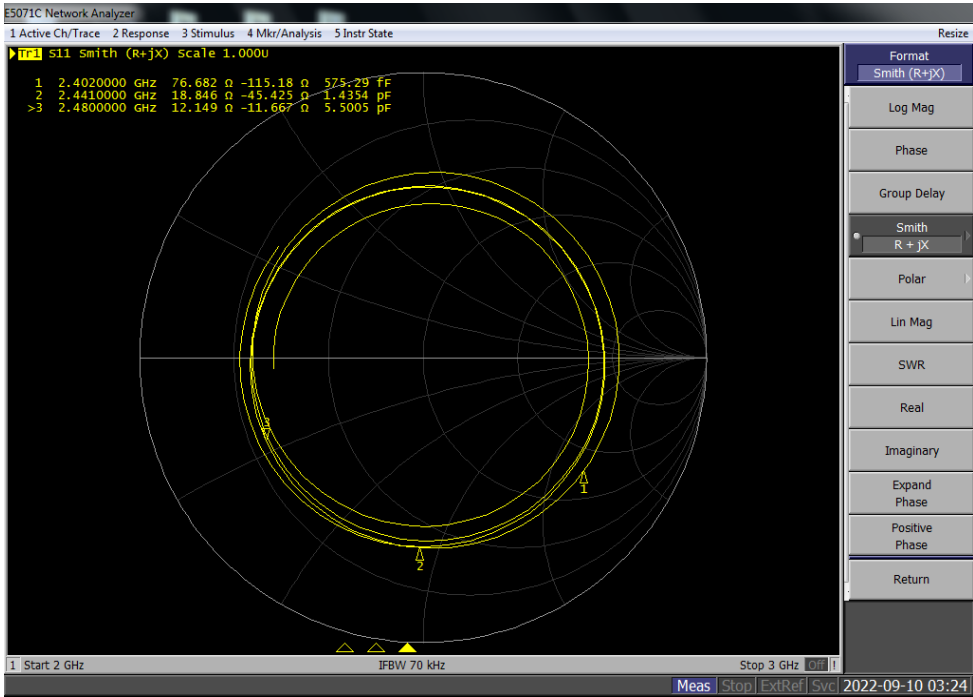 E5071C Network Analyzer
1 Active Ch/Trace 2 Response 3 Stimulus 4 Mkr/Analysis 5 Instr State Resize
Tr1 S11 Smith (R+jX) Scale 1.000U
1 2.4020000 GHz 76.682 Ω -115.18 Ω 575.29 fF
2 2.4410000 GHz 18.846 Ω -45.425 Ω 1.4354 pF
>3 2.4800000 GHz 12.149 Ω -11.667 Ω 5.5005 pF
3
1
2
Format
Smith (R+jX)
Log Mag
Phase
Group Delay
Smith
R + jX
Polar
Lin Mag
SWR
Real
Imaginary
Expand
Phase
Positive
Phase
Return
1 Start 2 GHz IFBW 70 kHz Stop 3 GHz Off !
Meas Stop ExtRef Svc 2022-09-10 03:24